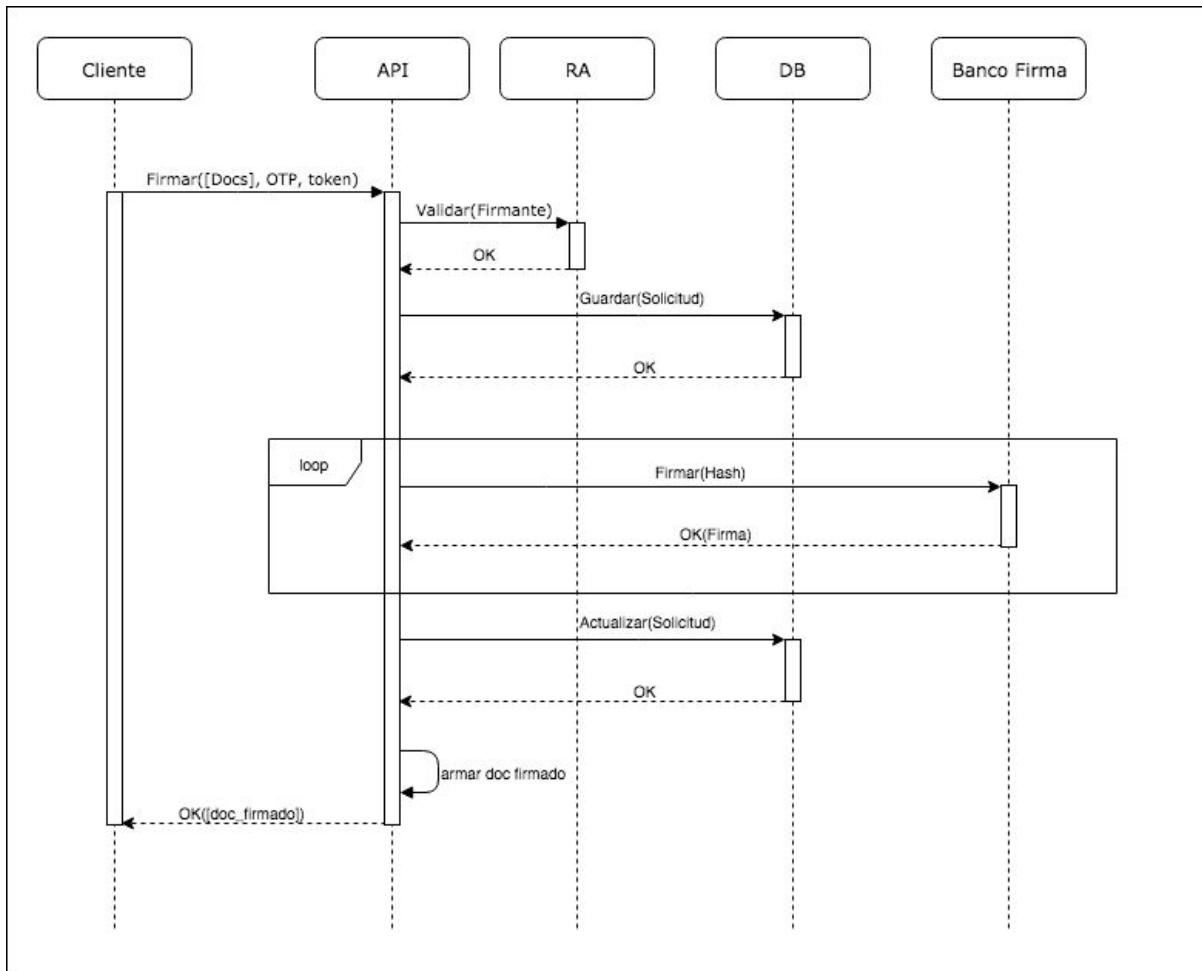 Cliente
API
RA
DB
Banco Firma
Firmar([Docs], OTP, token)
Validar(Firmante)
OK
Guardar(Solicitud)
OK
loop
Firmar(Hash)
OK(Firma)
Actualizar(Solicitud)
OK
armar doc firmado
OK([doc_firmado])